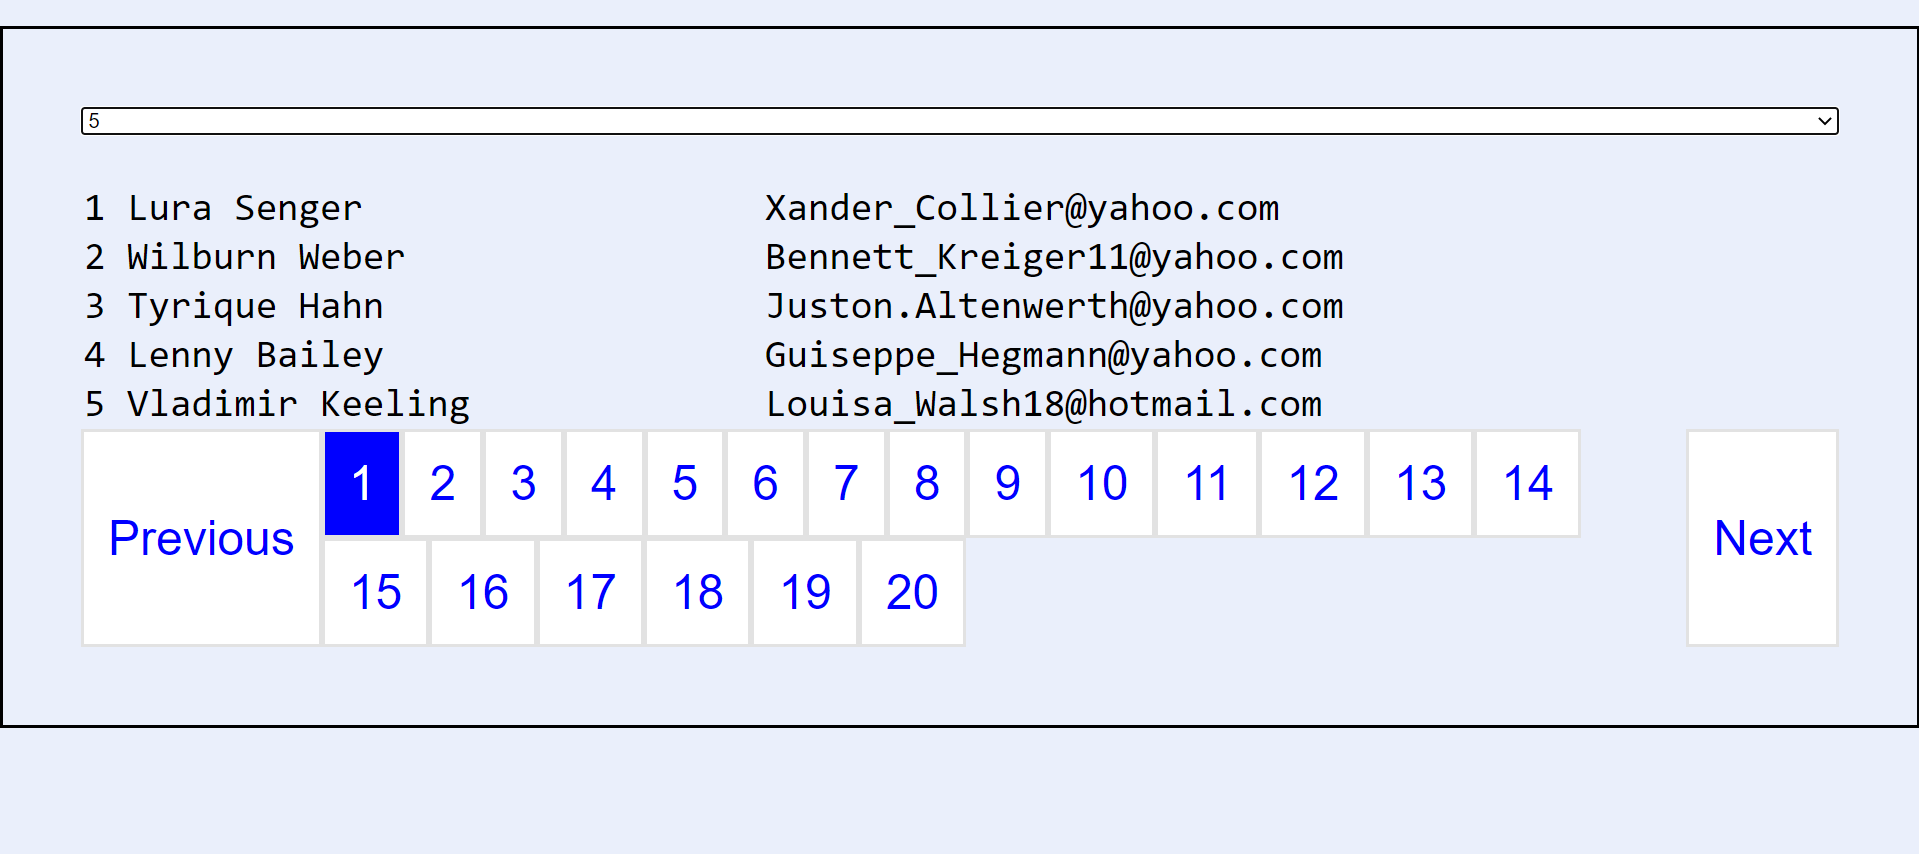 5
1 Lura Senger Xander_Collier@yahoo.com
2 Wilburn Weber Bennett_Kreiger11@yahoo.com
3 Tyrique Hahn Juston.Altenwerth@yahoo.com
4 Lenny Bailey Guiseppe_Hegmann@yahoo.com
5 Vladimir Keeling Louisa_Walsh18@hotmail.com
Previous 1 2 3 4 5 6 7 8 9 10 11 12 13 14 Next
15 16 17 18 19 20